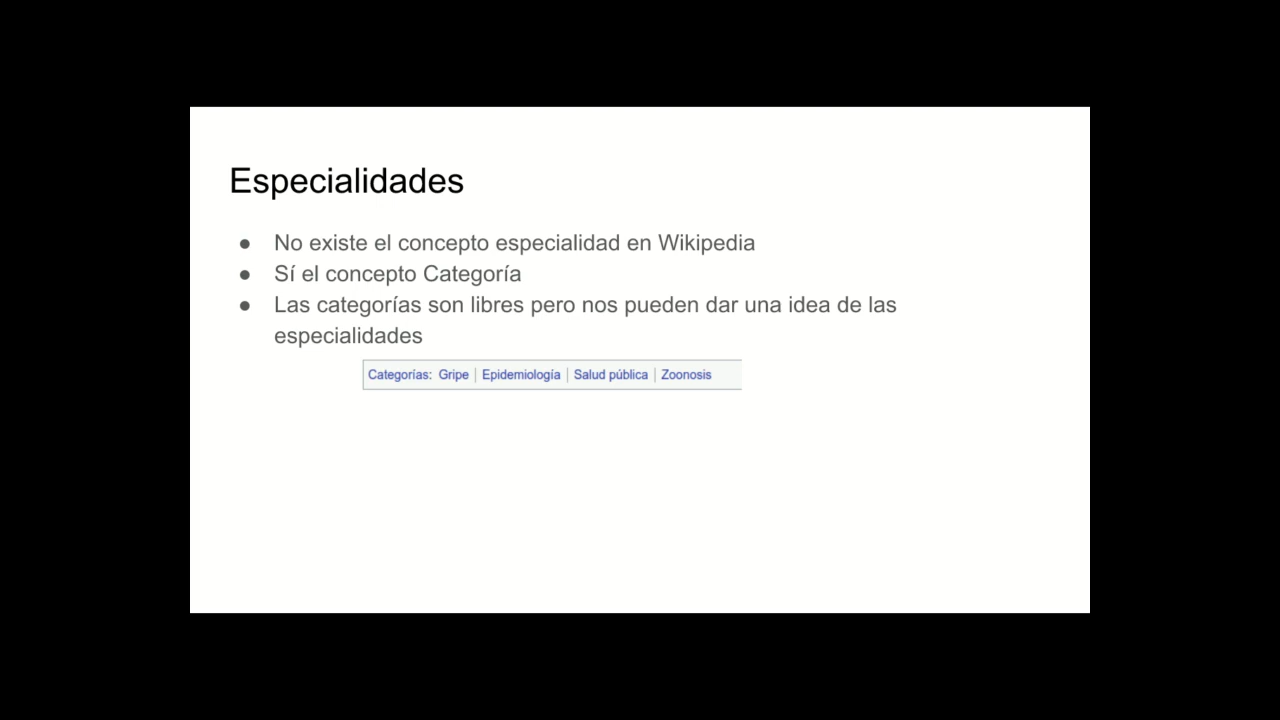 Especialidades
● No existe el concepto especialidad en Wikipedia
● Sí el concepto Categoría
● Las categorías son libres pero nos pueden dar una idea de las
especialidades
Categorías: Gripe | Epidemiología | Salud pública | Zoonosis